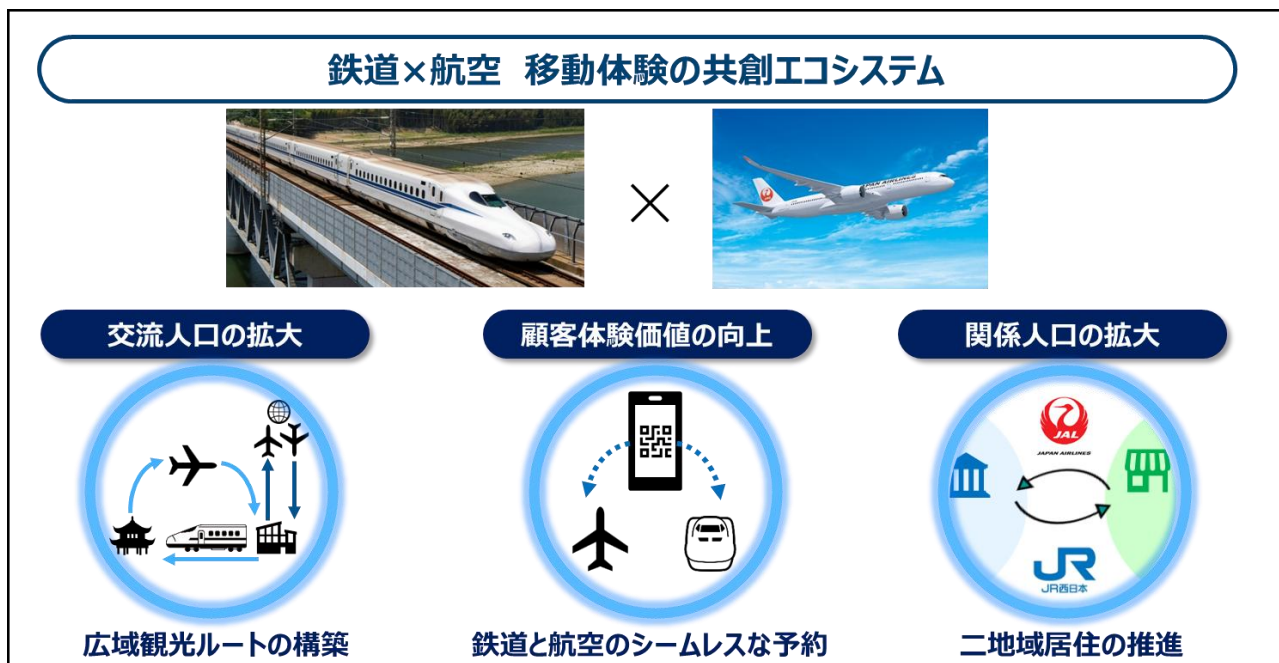 鉄道×航空 移動体験の共創エコシステム
JAPAN AIRLINES
×
交流人口の拡大
顧客体験価値の向上
関係人口の拡大
JAL
JAPAN AIRLINES
JR
JR西日本
広域観光ルートの構築
鉄道と航空のシームレスな予約
二地域居住の推進